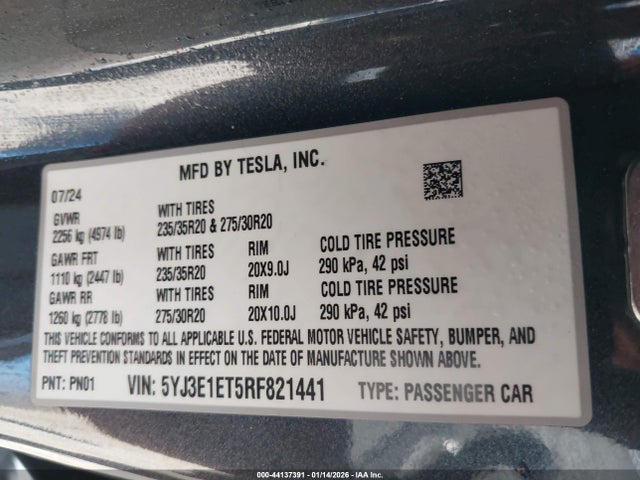 MFD BY TESLA, INC.
07/24
GVWR WITH TIRES
2256 kg (4974 lb) 235/35R20 & 275/30R20
GAWR FRT WITH TIRES RIM COLD TIRE PRESSURE
1110 kg (2447 lb) 235/35R20 20X9.0J 290 kPa, 42 psi
GAWR RR WITH TIRES RIM COLD TIRE PRESSURE
1260 kg (2778 lb) 275/30R20 20X10.0J 290 kPa, 42 psi
THIS VEHICLE CONFORMS TO ALL APPLICABLE U.S. FEDERAL MOTOR VEHICLE SAFETY, BUMPER, AND
THEFT PREVENTION STANDARDS IN EFFECT ON THE DATE OF MANUFACTURE SHOWN ABOVE.
PNT: PN01 VIN: 5YJ3E1ET5RF821441 TYPE: PASSENGER CAR
000-44137391 - 01/14/2026 - IAA Inc.